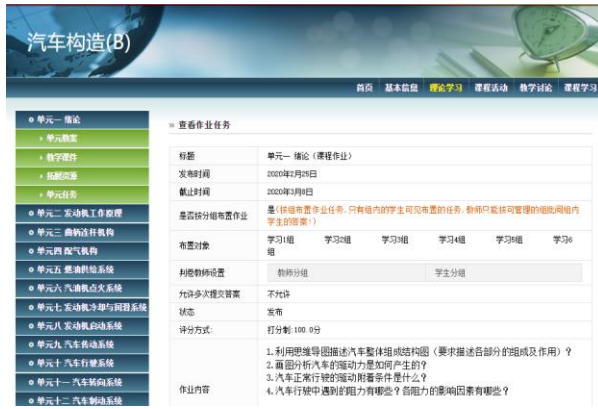 汽车构造(B)
首页 基本信息 理论学习 课程活动 教学讨论 课程学习
单元一 绪论
单元教案
教学课件
拓展资源
单元任务
单元二 发动机工作原理
单元三 曲柄连杆机构
单元四 配气机构
单元五 燃油供给系统
单元六 汽油机点火系统
单元七 发动机冷却与润滑系统
单元八 发动机启动系统
单元九 汽车传动系统
单元十 汽车行驶系统
单元十一 汽车转向系统
单元十二 汽车制动系统
» 查看作业任务
标题 单元一 绪论（课程作业）
发布时间 2020年2月25日
截止时间 2020年3月8日
是否按分组布置作业 是(按组布置作业任务,只有组内的学生可见布置的任务,教师只能按可管理的组批阅组内
学生的答案!)
布置对象 学习1组 学习2组 学习3组 学习4组 学习5组 学习6
组
判卷教师设置 教师分组 学生分组
允许多次提交答案 不允许
状态 发布
评分方式: 打分制:100.0分
作业内容
1.利用思维导图描述汽车整体组成结构图（要求描述各部分的组成及作用）?
2.画图分析汽车的驱动力是如何产生的?
3.汽车正常行驶的驱动附着条件是什么?
4.汽车行驶中遇到的阻力有哪些? 各阻力的影响因素有哪些?